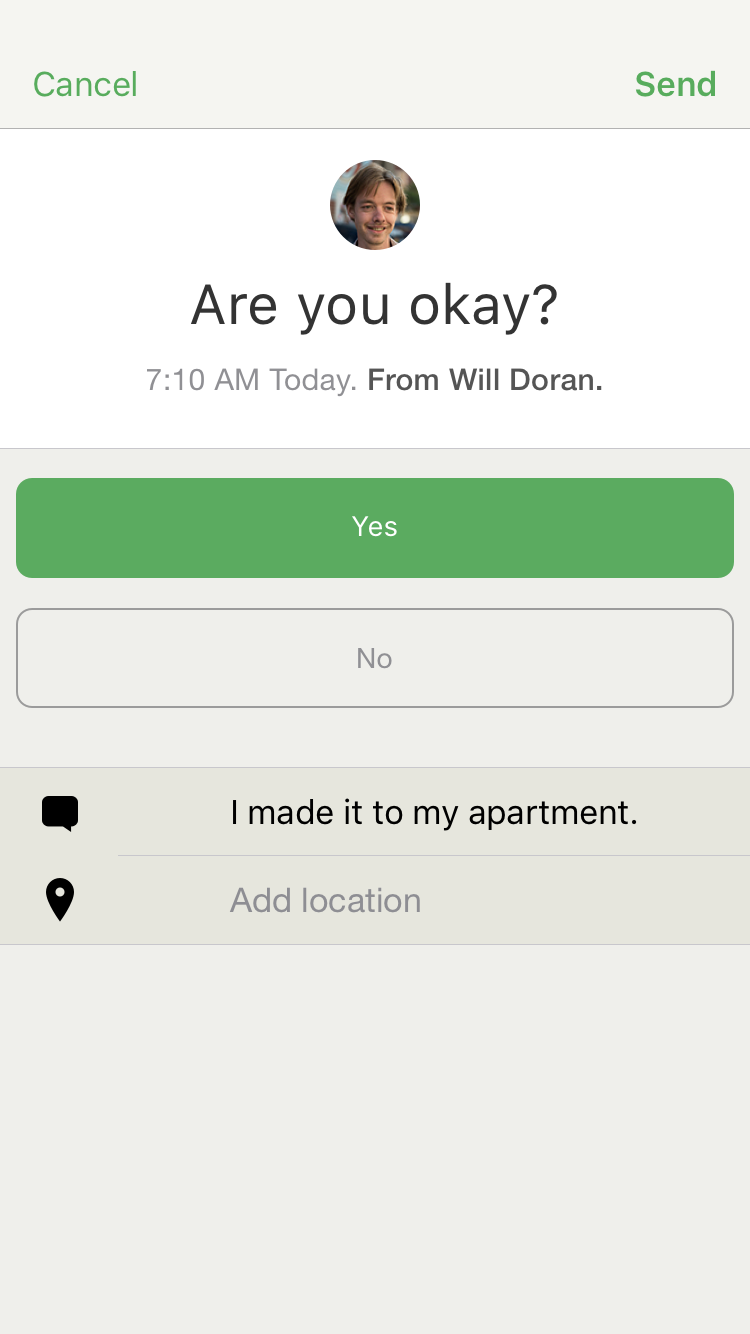 Cancel Send
Are you okay?
7:10 AM Today. From Will Doran.
Yes
No
I made it to my apartment.
Add location